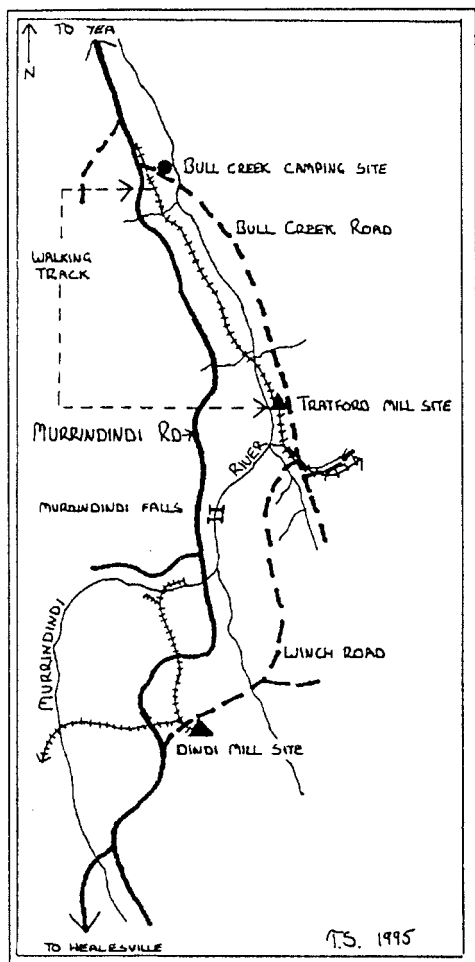 TO YEA
N
BULL CREEK CAMPING SITE
BULL CREEK ROAD
WALKING
TRACK
TRATFORD MILL SITE
MURRINDINDI RD
RIVER
MURINDINDI FALLS
MURRINDINDI
WINCH ROAD
DINDI MILL SITE
TO HEALESVILLE
T.S. 1995